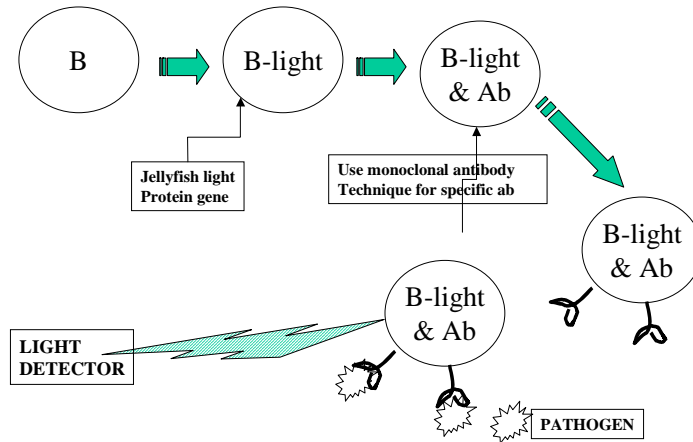 B
B-light
B-light
& Ab
Jellyfish light
Protein gene
Use monoclonal antibody
Technique for specific ab
B-light
& Ab
B-light
& Ab
LIGHT
DETECTOR
PATHOGEN